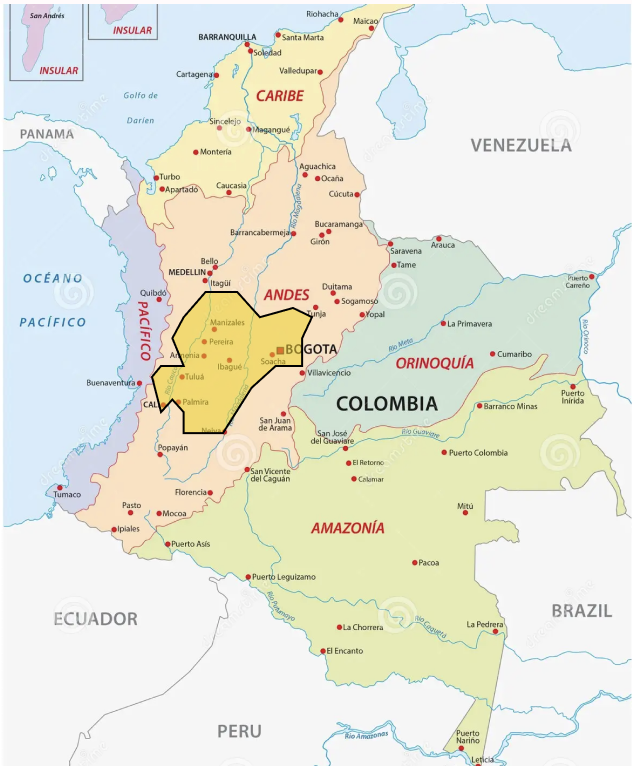 San Andrés
INSULAR
INSULAR
Riohacha
Maicao
BARRANQUILLA
Santa Marta
Soledad
Cartagena
Valledupar
CARIBE
Golfo de
Darien
Sincelejo
Magangué
PANAMA
VENEZUELA
Montería
Aguachica
Ocaña
Turbo
Apartado
Caucasia
Cúcuta
Río Magdalena
Barrancabermeja
Bucaramanga
Girón
Arauca
Saravena
Bello
MEDELLIN
Tame
Itagüí
OCÉANO
PACÍFICO
Quibdó
PACÍFICO
ANDES
Duitama
Sogamoso
Tunja
Yopal
Puerto
Carreño
Río Orinoco
Manizales
Pereira
La Primavera
Armenia
BOGOTA
Soacha
Ibagué
Río Meta
Cumaribo
ORINOQUÍA
Tuluá
Villavicencio
Buenaventura
Puerto
Inírida
CALI
Palmira
COLOMBIA
Barranco Minas
San Juan
de Arama
Neiva
San José
del Guaviare
Río Guaviare
Popayán
Puerto Colombia
El Retorno
San Vicente
del Caguán
Calamar
Tumaco
Florencia
Pasto
Mocoa
Mitú
Ipiales
AMAZONÍA
Puerto Asís
Pacoa
Puerto Leguizamo
ECUADOR
Río Putumayo
BRAZIL
Río Caqueta
La Chorrera
La Pedrera
El Encanto
PERU
Río Amazonas
Puerto
Nariño
Leticia